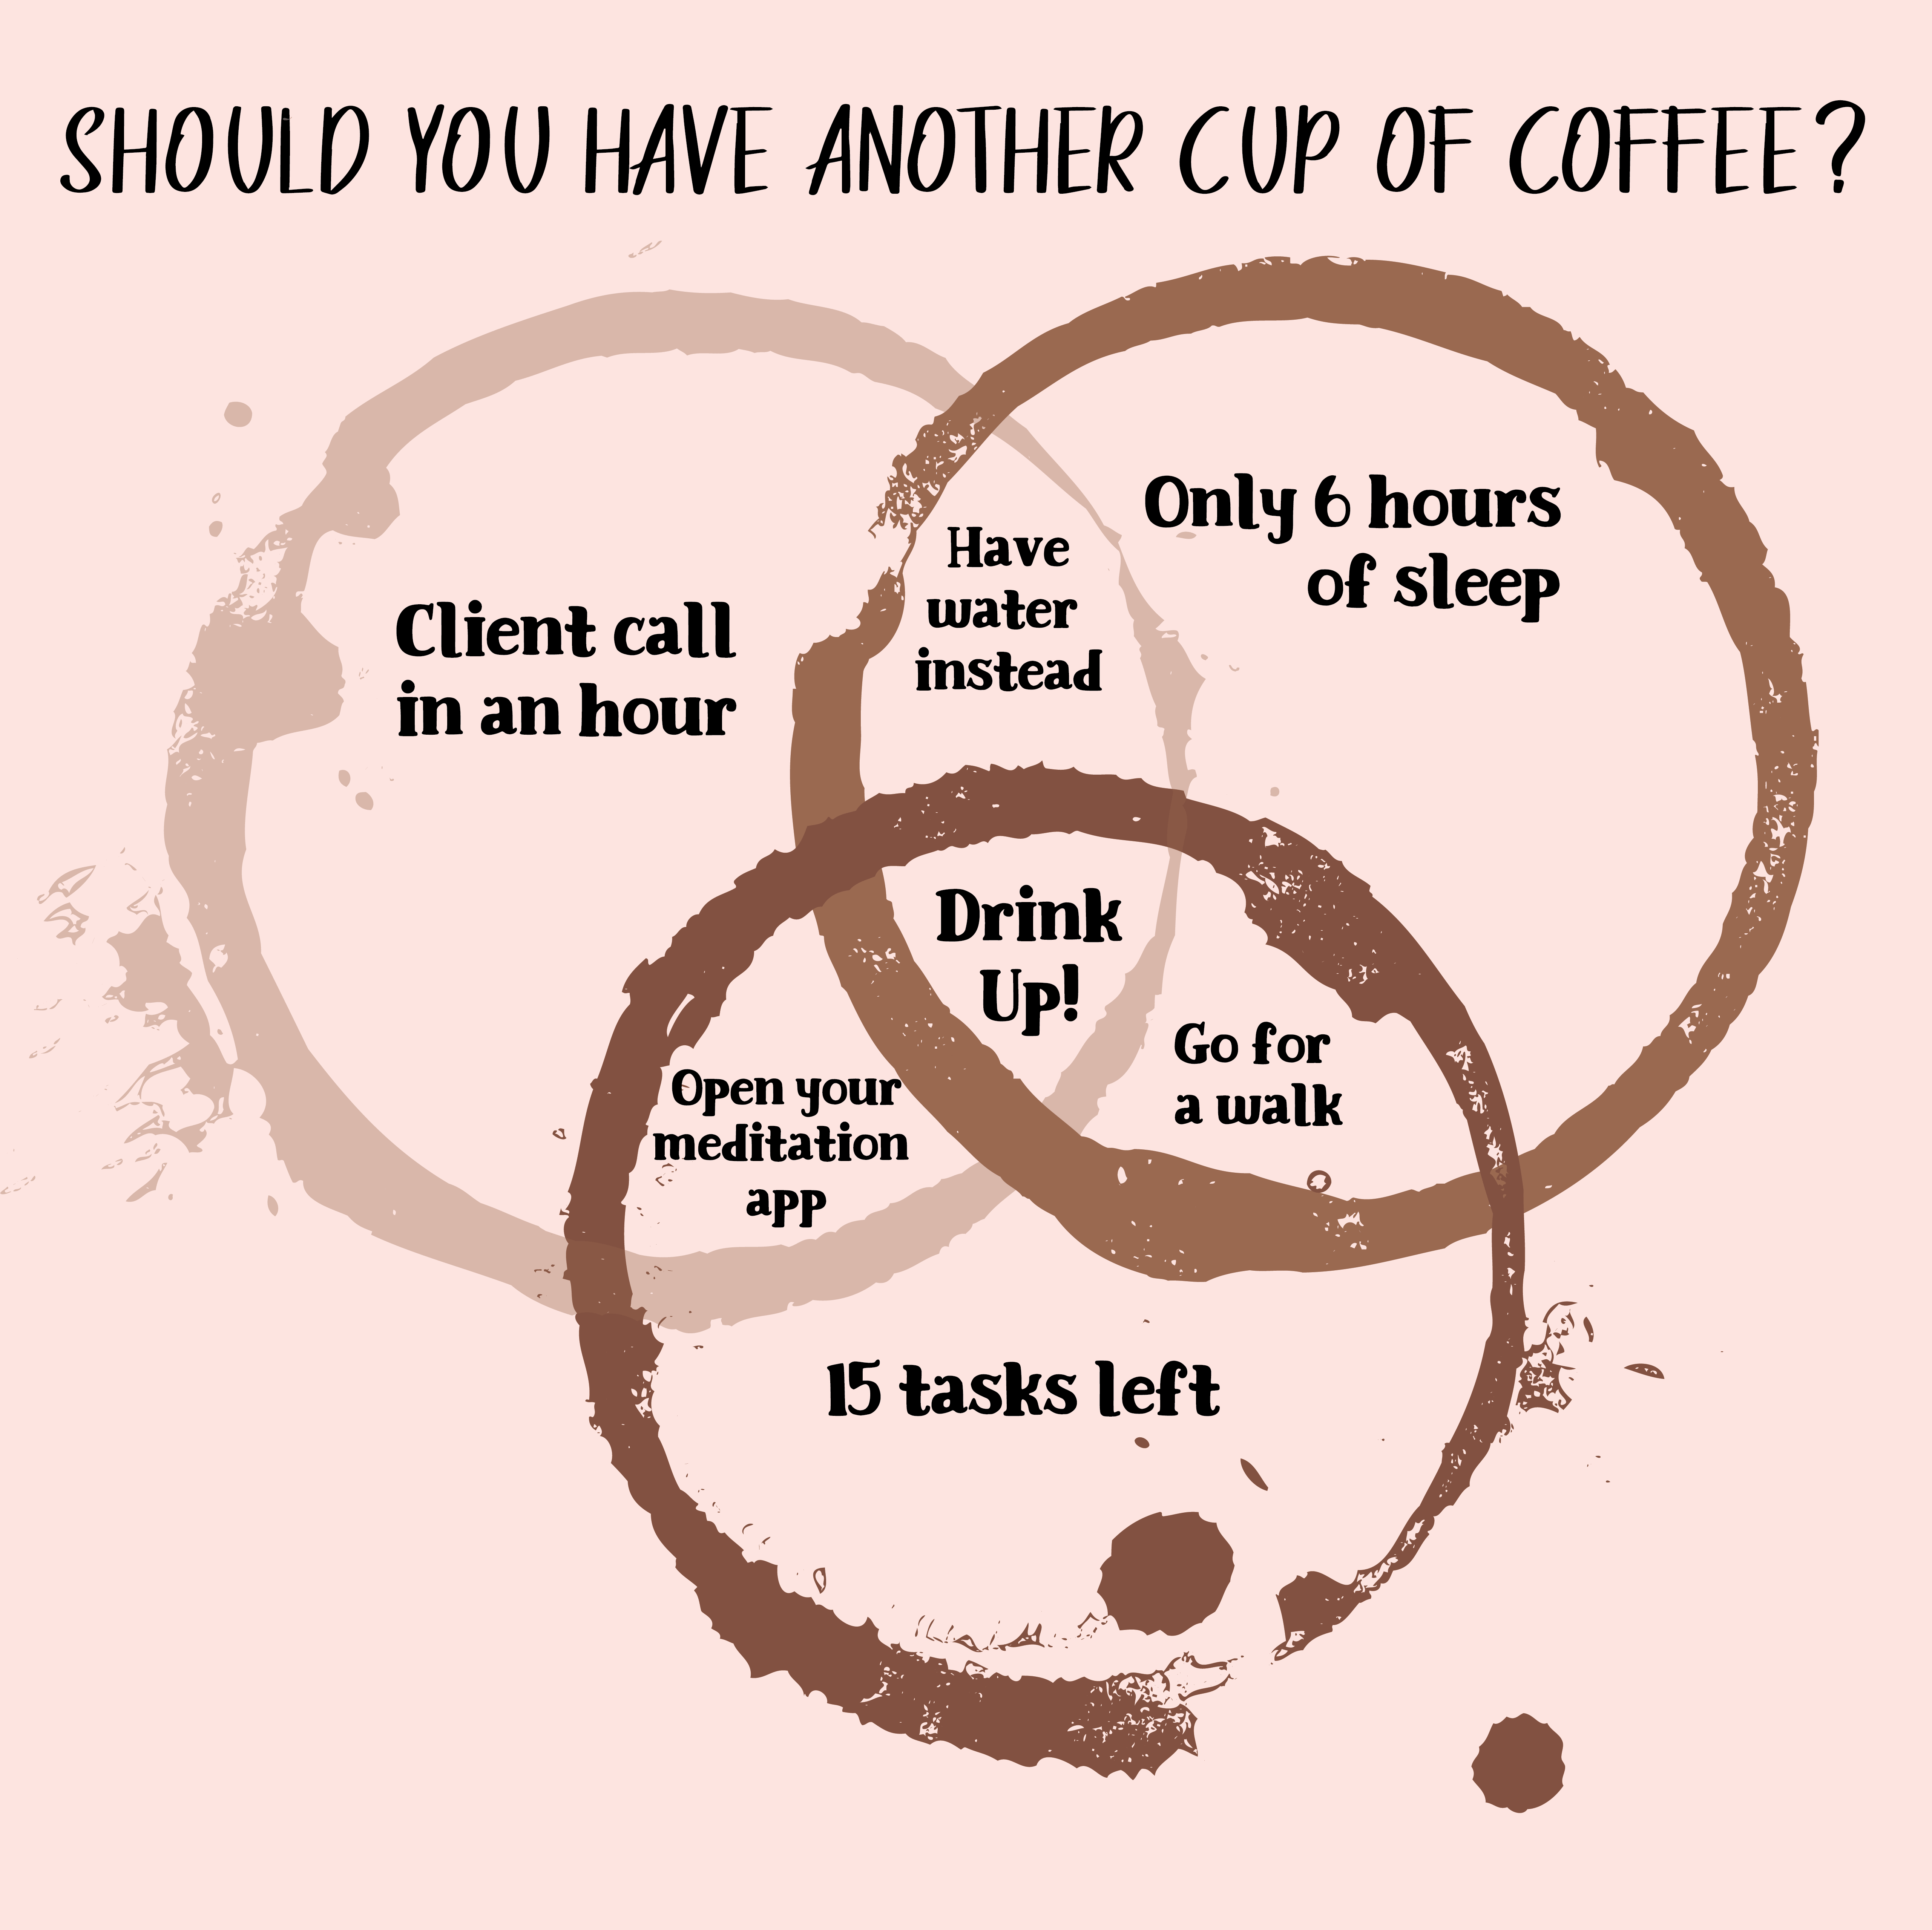 SHOULD YOU HAVE ANOTHER CUP OF COFFEE?
Client call
in an hour
Have
water
instead
Only 6 hours
of sleep
Drink
Up!
Open your
meditation
app
Go for
a walk
15 tasks left